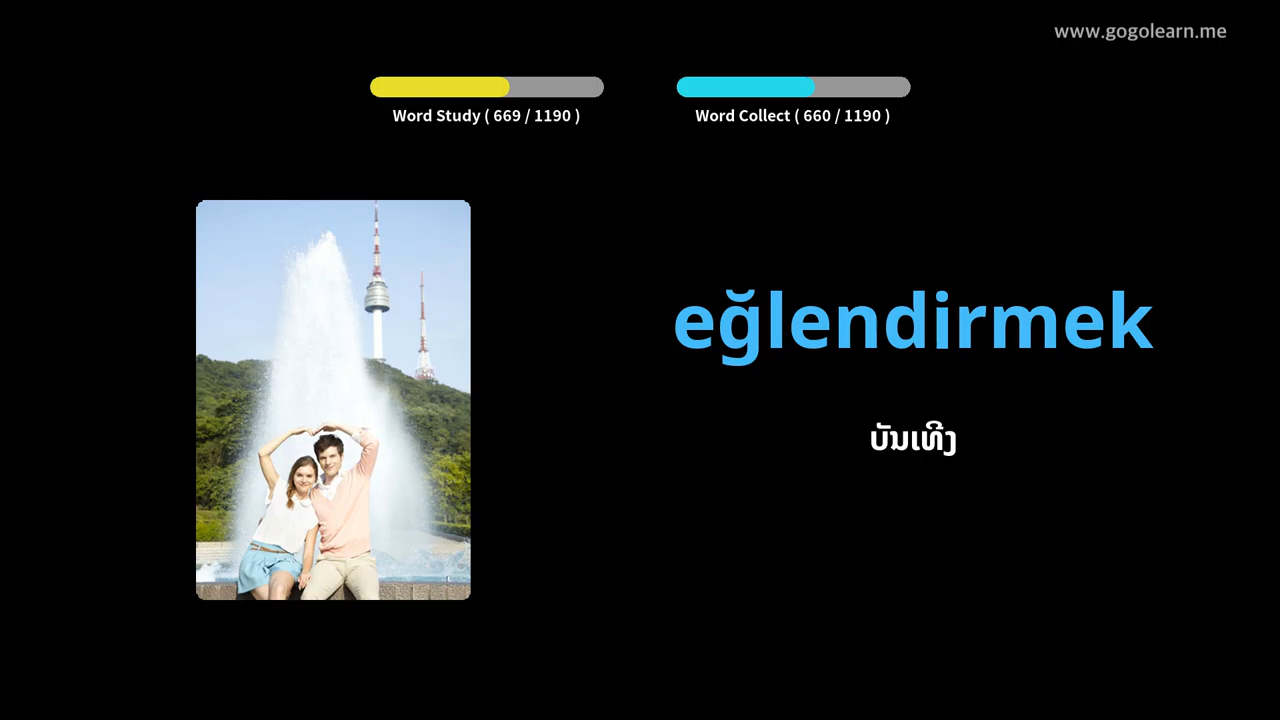 www.gogolearn.me
Word Study ( 669 / 1190 )
Word Collect ( 660 / 1190 )
eğlendirmek
ບັນເທີງ